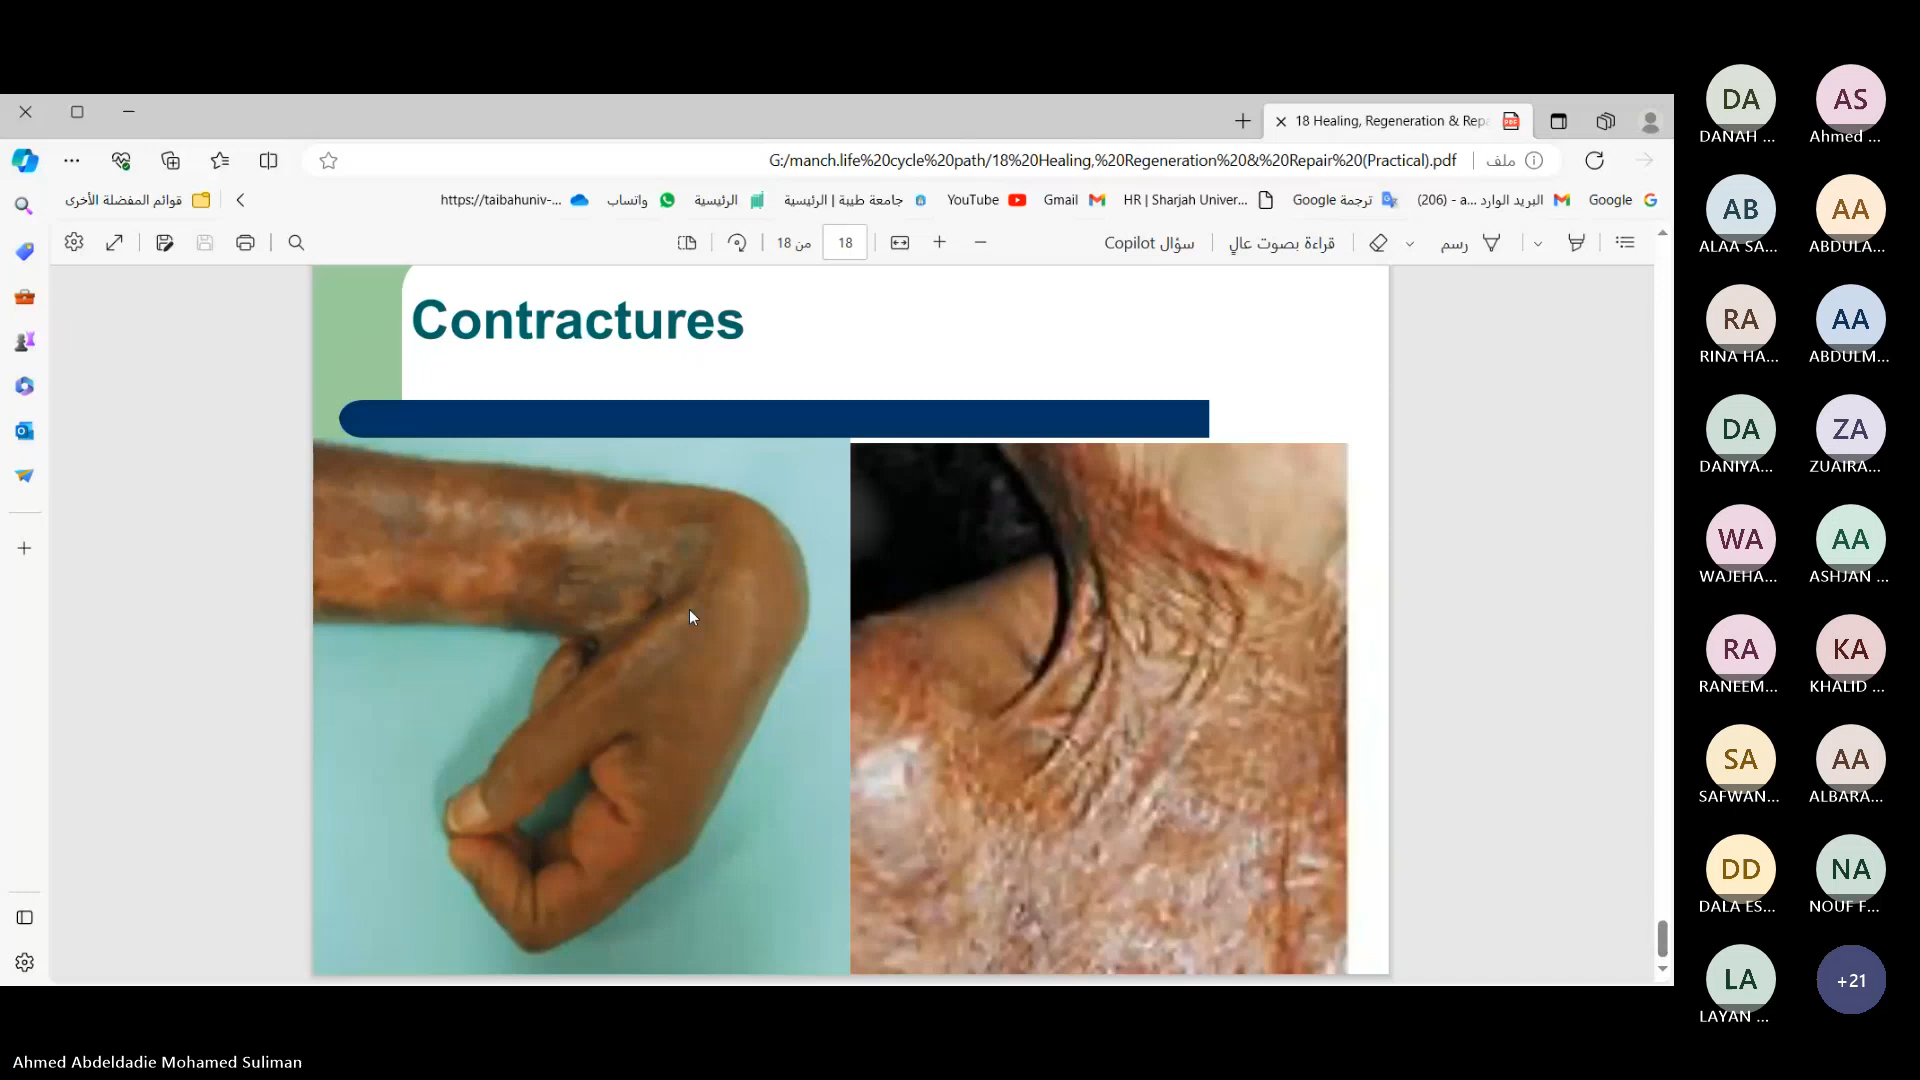 18 Healing, Regeneration & Repa
G:/manch.life%20cycle%20path/18%20Healing,%20Regeneration%20&%20Repair%20(Practical).pdf
ملف
Google
البريد الوارد (206) - a...
ترجمة Google
HR | Sharjah Univer...
Gmail
YouTube
جامعة طيبة | الرئيسية
الرئيسية
واتساب
https://taibahuniv-...
قوائم المفضلة الأخرى
رسم
قراءة بصوت عالٍ
سؤال Copilot
18
من 18
Contractures
DA
DANAH ...
AS
Ahmed ...
AB
ALAA SA...
AA
ABDULA...
RA
RINA HA...
AA
ABDULM...
DA
DANIYA...
ZA
ZUAIRA...
WA
WAJEHA...
AA
ASHJAN ...
RA
RANEEM...
KA
KHALID ...
SA
SAFWAN...
AA
ALBARA...
DD
DALA ES...
NA
NOUF F...
LA
LAYAN ...
+21
Ahmed Abdeldadie Mohamed Suliman